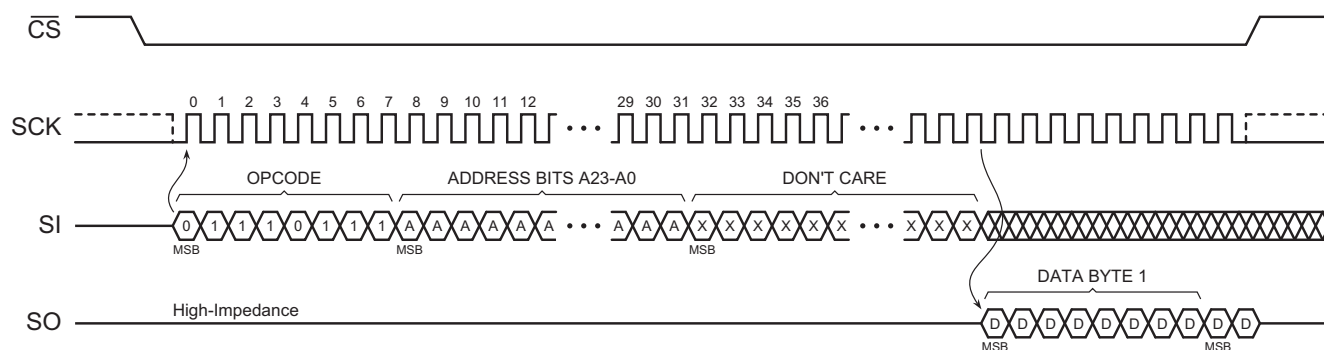 CS
0 1 2 3 4 5 6 7 8 9 10 11 12 29 30 31 32 33 34 35 36
SCK
OPCODE ADDRESS BITS A23-A0 DON'T CARE
SI 0 1 1 1 0 1 1 1 A A A A A A A A A X X X X X X X X X
MSB MSB MSB
DATA BYTE 1
High-Impedance
SO D D D D D D D D D D
MSB MSB